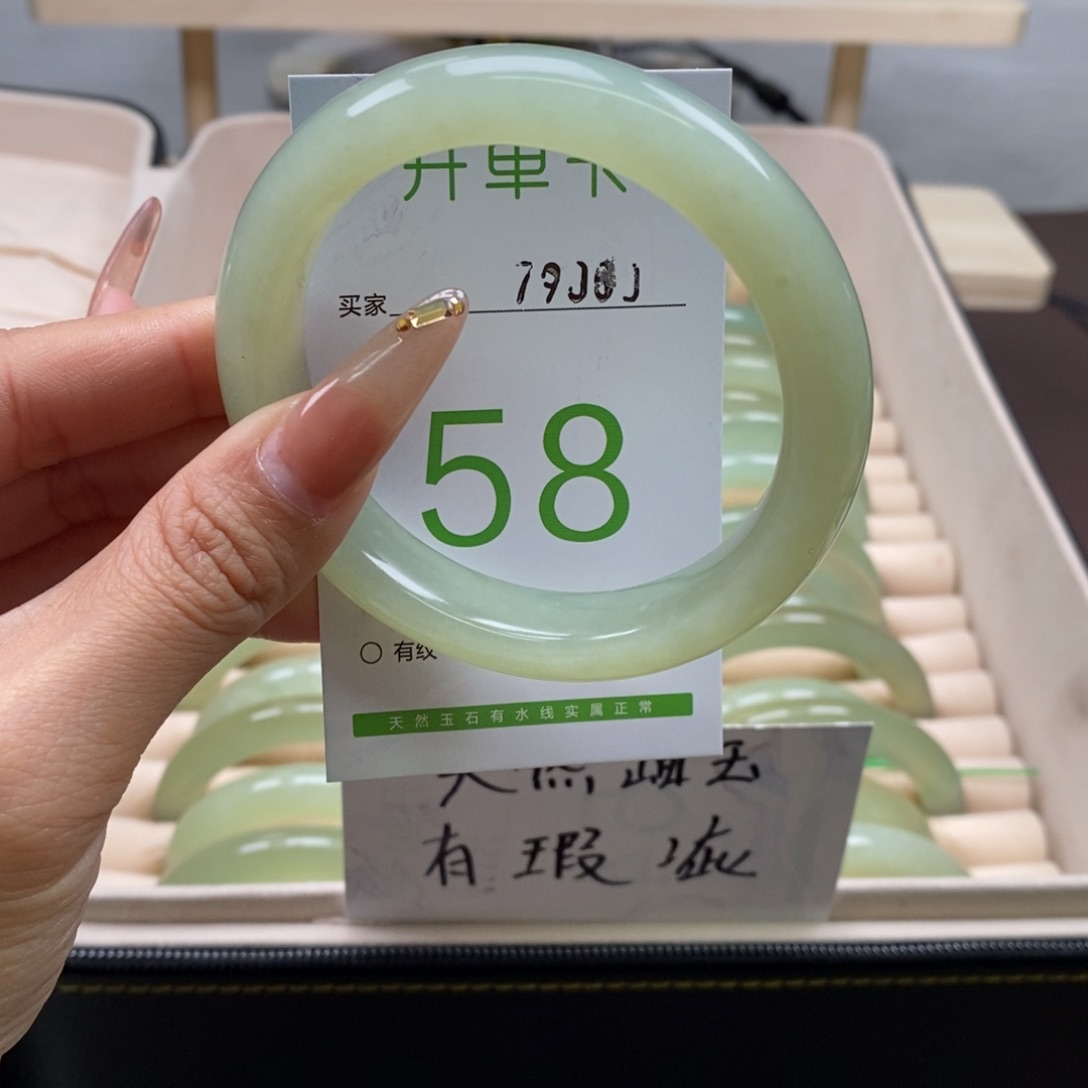 开单卡
买家
58
有纹
天然玉石有水线实属正常
有瑕疵